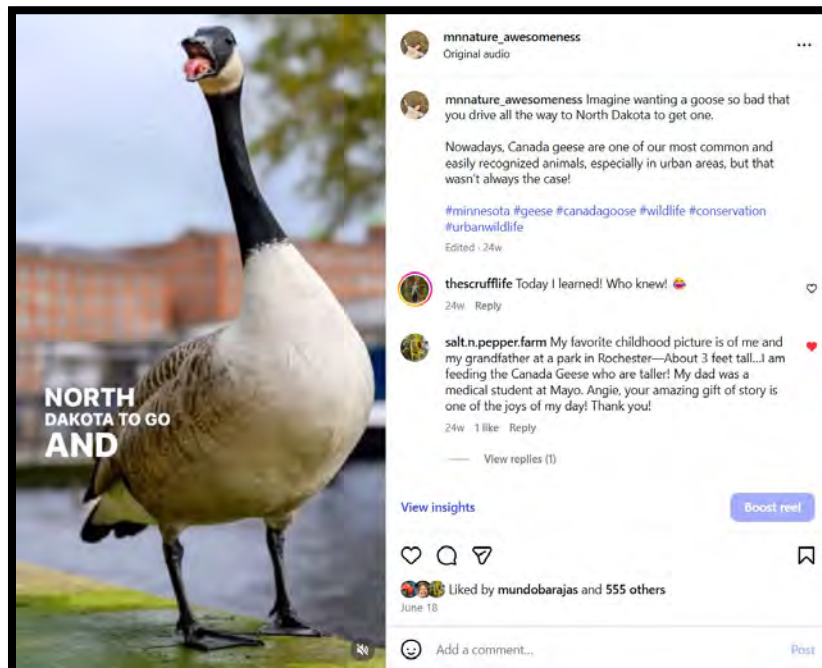 NORTH
DAKOTA TO GO
AND
mnnature_awesomeness
Original audio
mnnature_awesomeness Imagine wanting a goose so bad that
you drive all the way to North Dakota to get one.
Nowadays, Canada geese are one of our most common and
easily recognized animals, especially in urban areas, but that
wasn't always the case!
#minnesota #geese #canadagoose #wildlife #conservation
#urbanwildlife
Edited · 24w
thescrufflife Today I learned! Who knew! 😂
24w Reply
salt.n.pepper.farm My favorite childhood picture is of me and
my grandfather at a park in Rochester—About 3 feet tall...I am
feeding the Canada Geese who are taller! My dad was a
medical student at Mayo. Angie, your amazing gift of story is
one of the joys of my day! Thank you!
24w 1 like Reply
View replies (1)
View insights
Boost reel
Liked by mundobarajas and 555 others
June 18
Add a comment...
Post